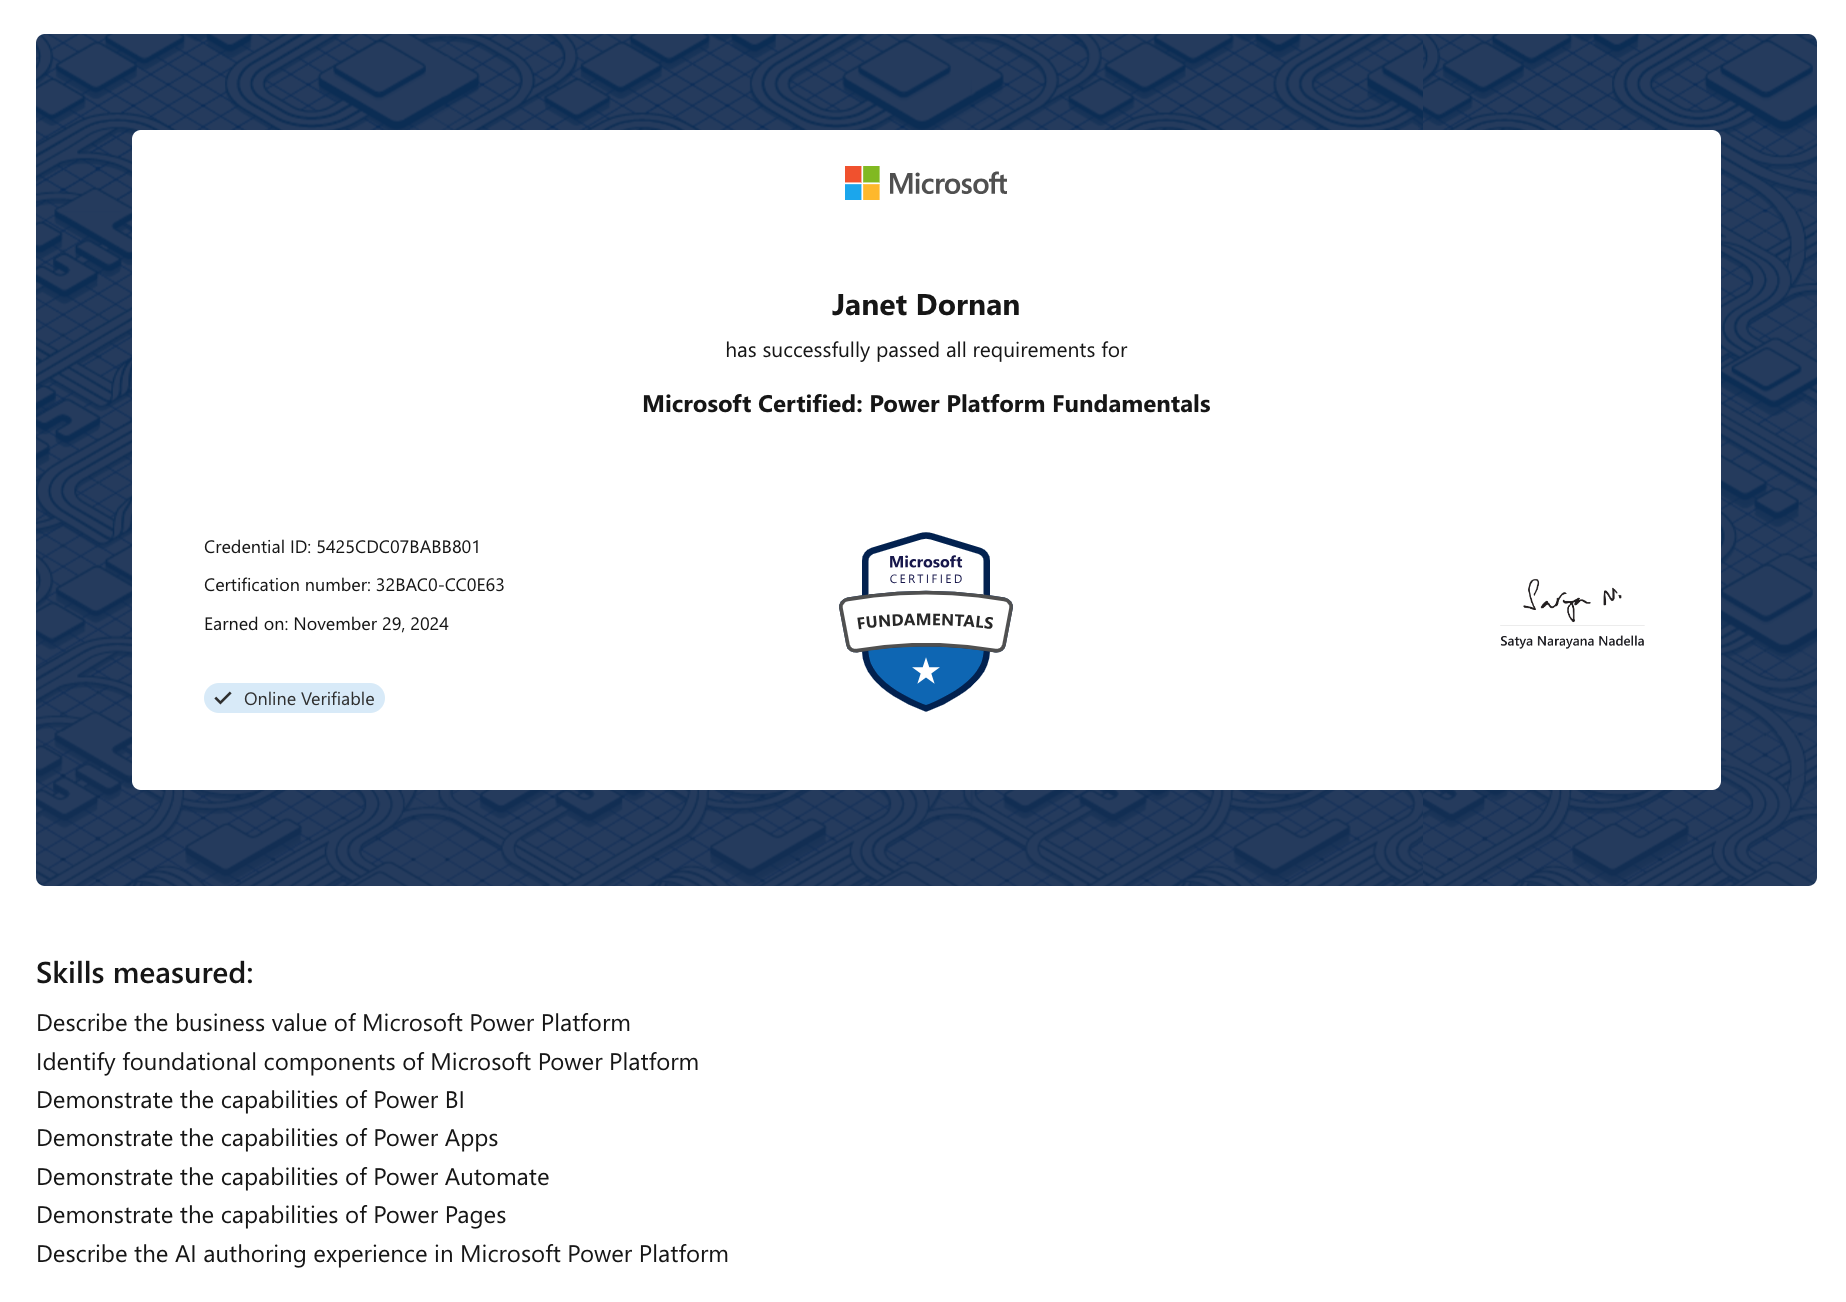 Microsoft
Janet Dornan
has successfully passed all requirements for
Microsoft Certified: Power Platform Fundamentals
Credential ID: 5425CDC07BABB801
Certification number: 32BAC0-CC0E63
Earned on: November 29, 2024
Online Verifiable
Microsoft
CERTIFIED
FUNDAMENTALS
Satya N.
Satya Narayana Nadella
Skills measured:
Describe the business value of Microsoft Power Platform
Identify foundational components of Microsoft Power Platform
Demonstrate the capabilities of Power BI
Demonstrate the capabilities of Power Apps
Demonstrate the capabilities of Power Automate
Demonstrate the capabilities of Power Pages
Describe the AI authoring experience in Microsoft Power Platform